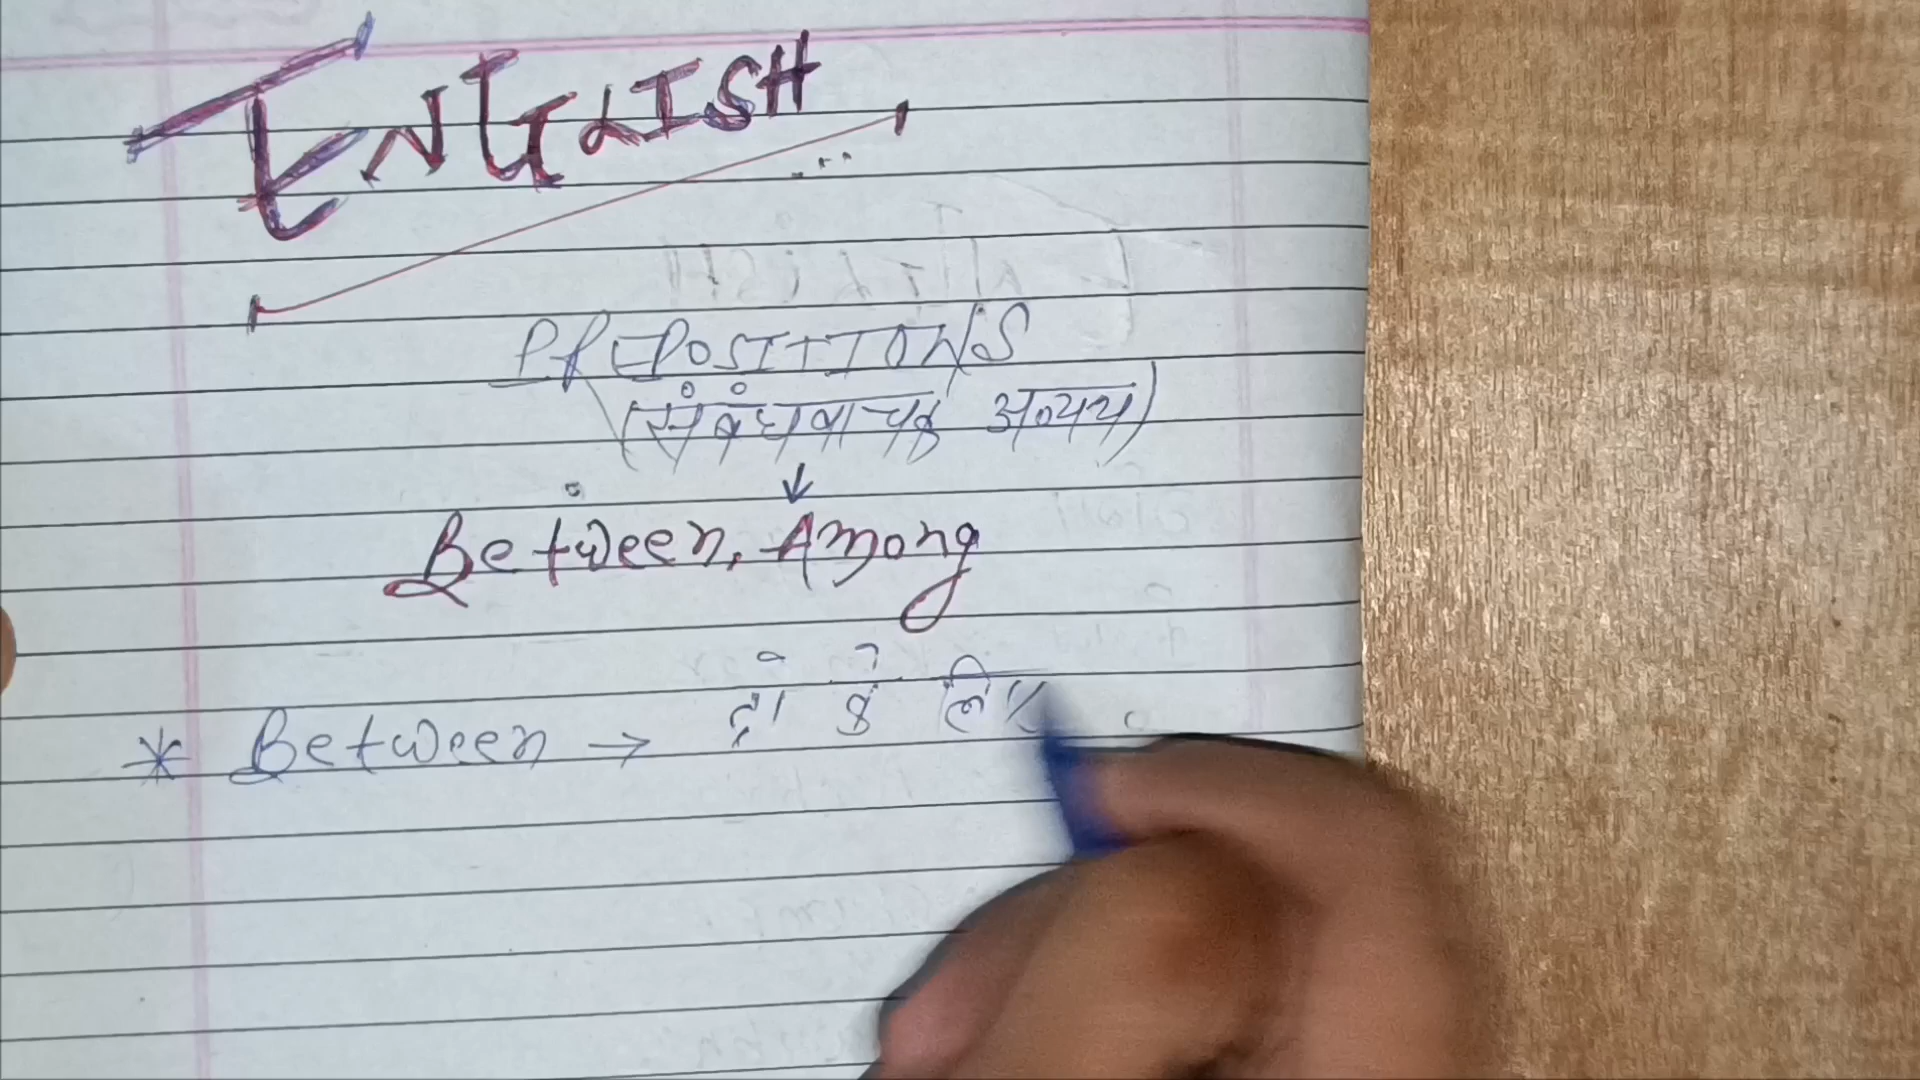 ENGLISH
PREPOSITIONS
(संबंधवाचक अव्यय)
↓
Between, Among
* Between → दो के लिए